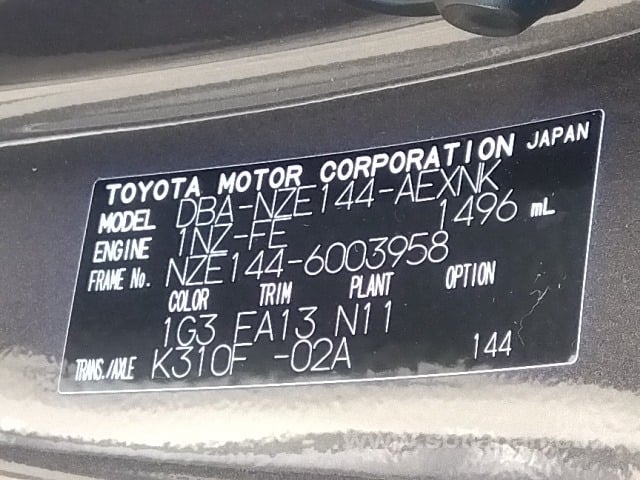 TOYOTA MOTOR CORPORATION JAPAN
MODEL DBA-NZE144-AEXNK
ENGINE 1NZ-FE 1496 mL
FRAME No. NZE144-6003958
COLOR TRIM PLANT OPTION
1G3 EA13 N11
TRANS./AXLE K310F -02A 144